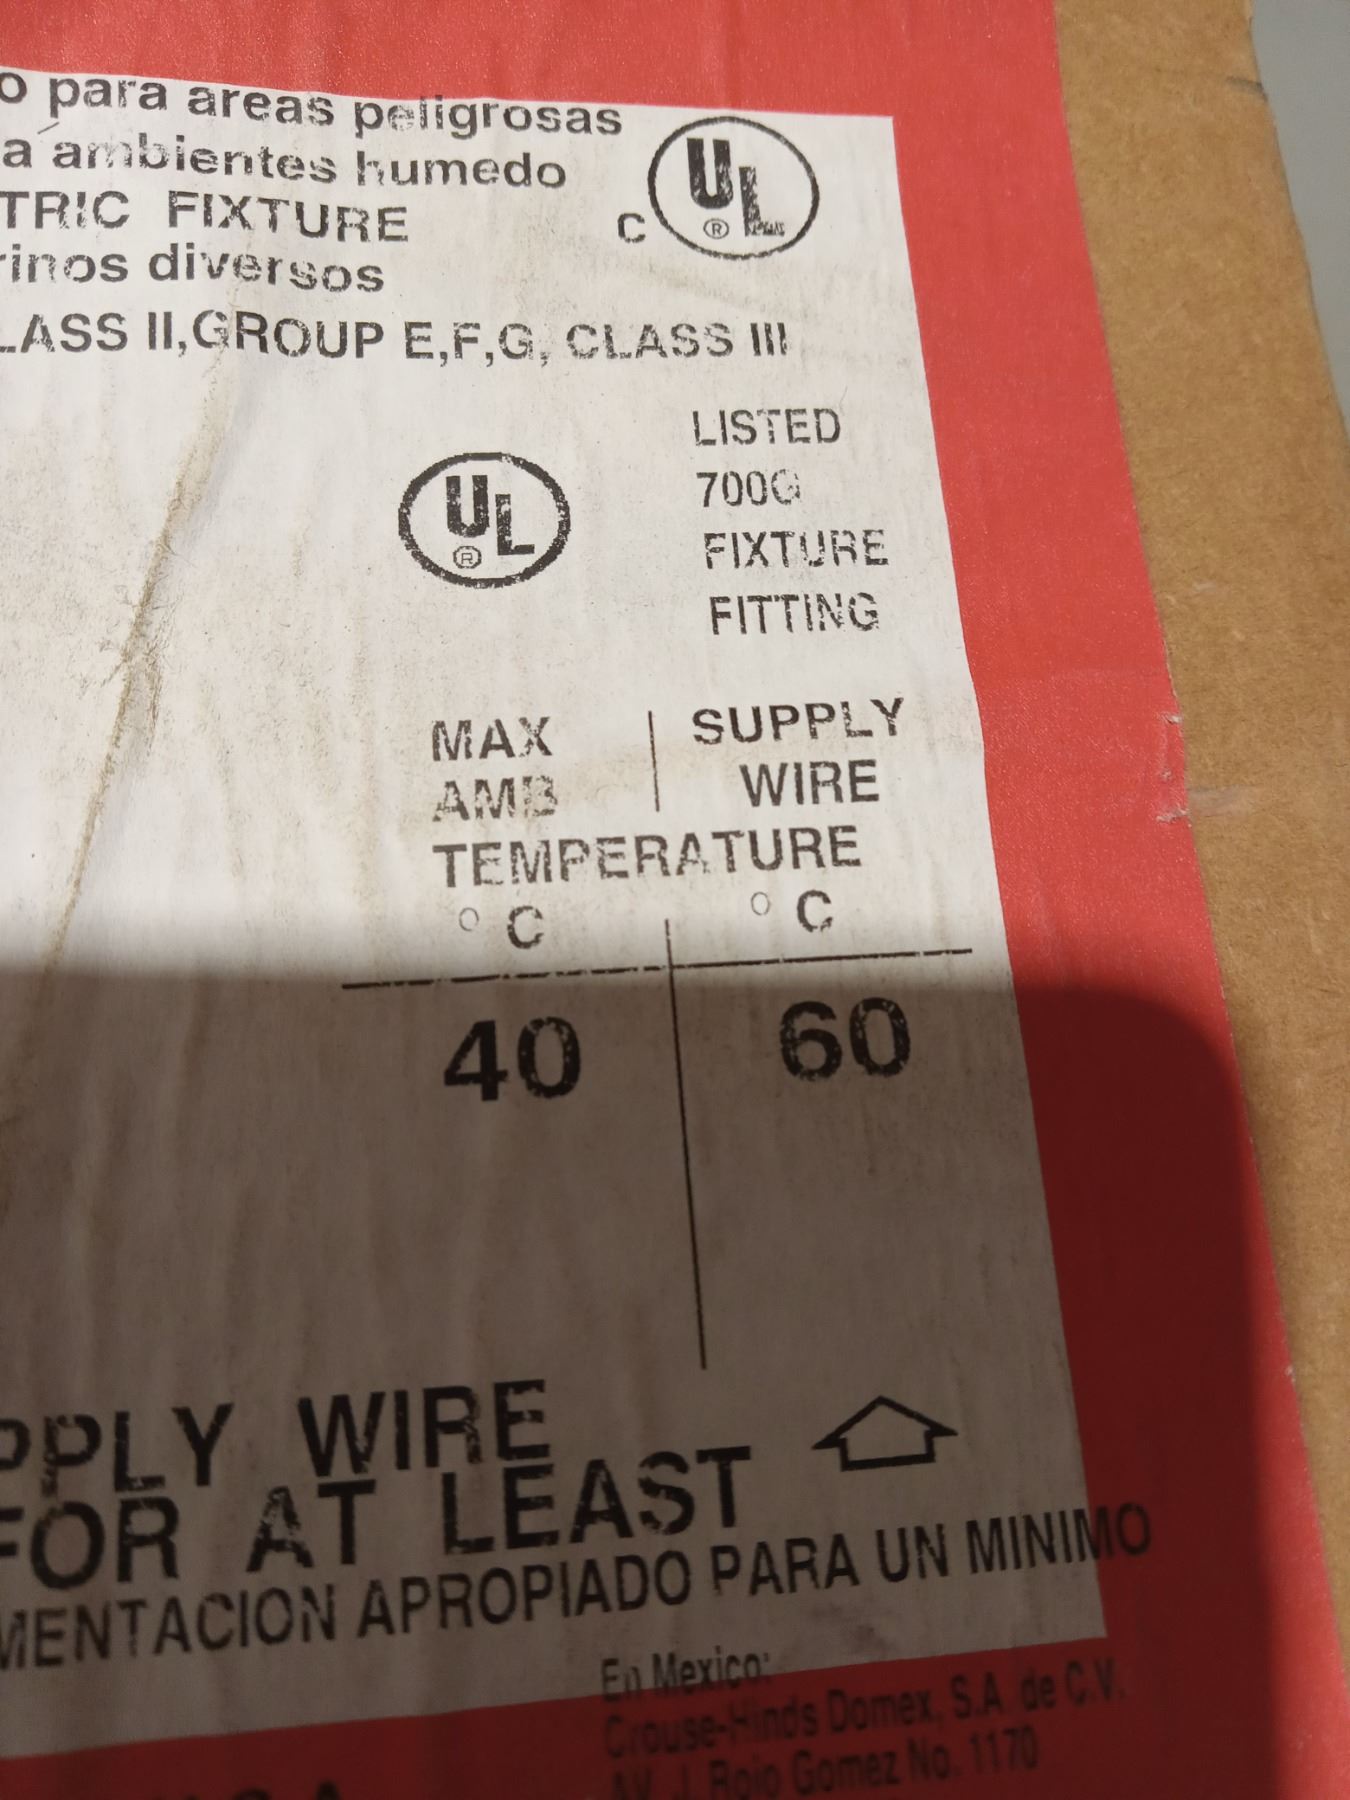 o para areas peligrosas
a ambientes humedo
TRIC FIXTURE
rinos diversos
LASS II,GROUP E,F,G, CLASS III
C UL ®
UL ®
LISTED
700G
FIXTURE
FITTING
MAX SUPPLY
AMB WIRE
TEMPERATURE
°C °C
40 60
PPLY WIRE
FOR AT LEAST
MENTACION APROPIADO PARA UN MINIMO
En Mexico:
Crouse-Hinds Domex, S.A. de C.V.
AV. J. Rojo Gomez No. 1170